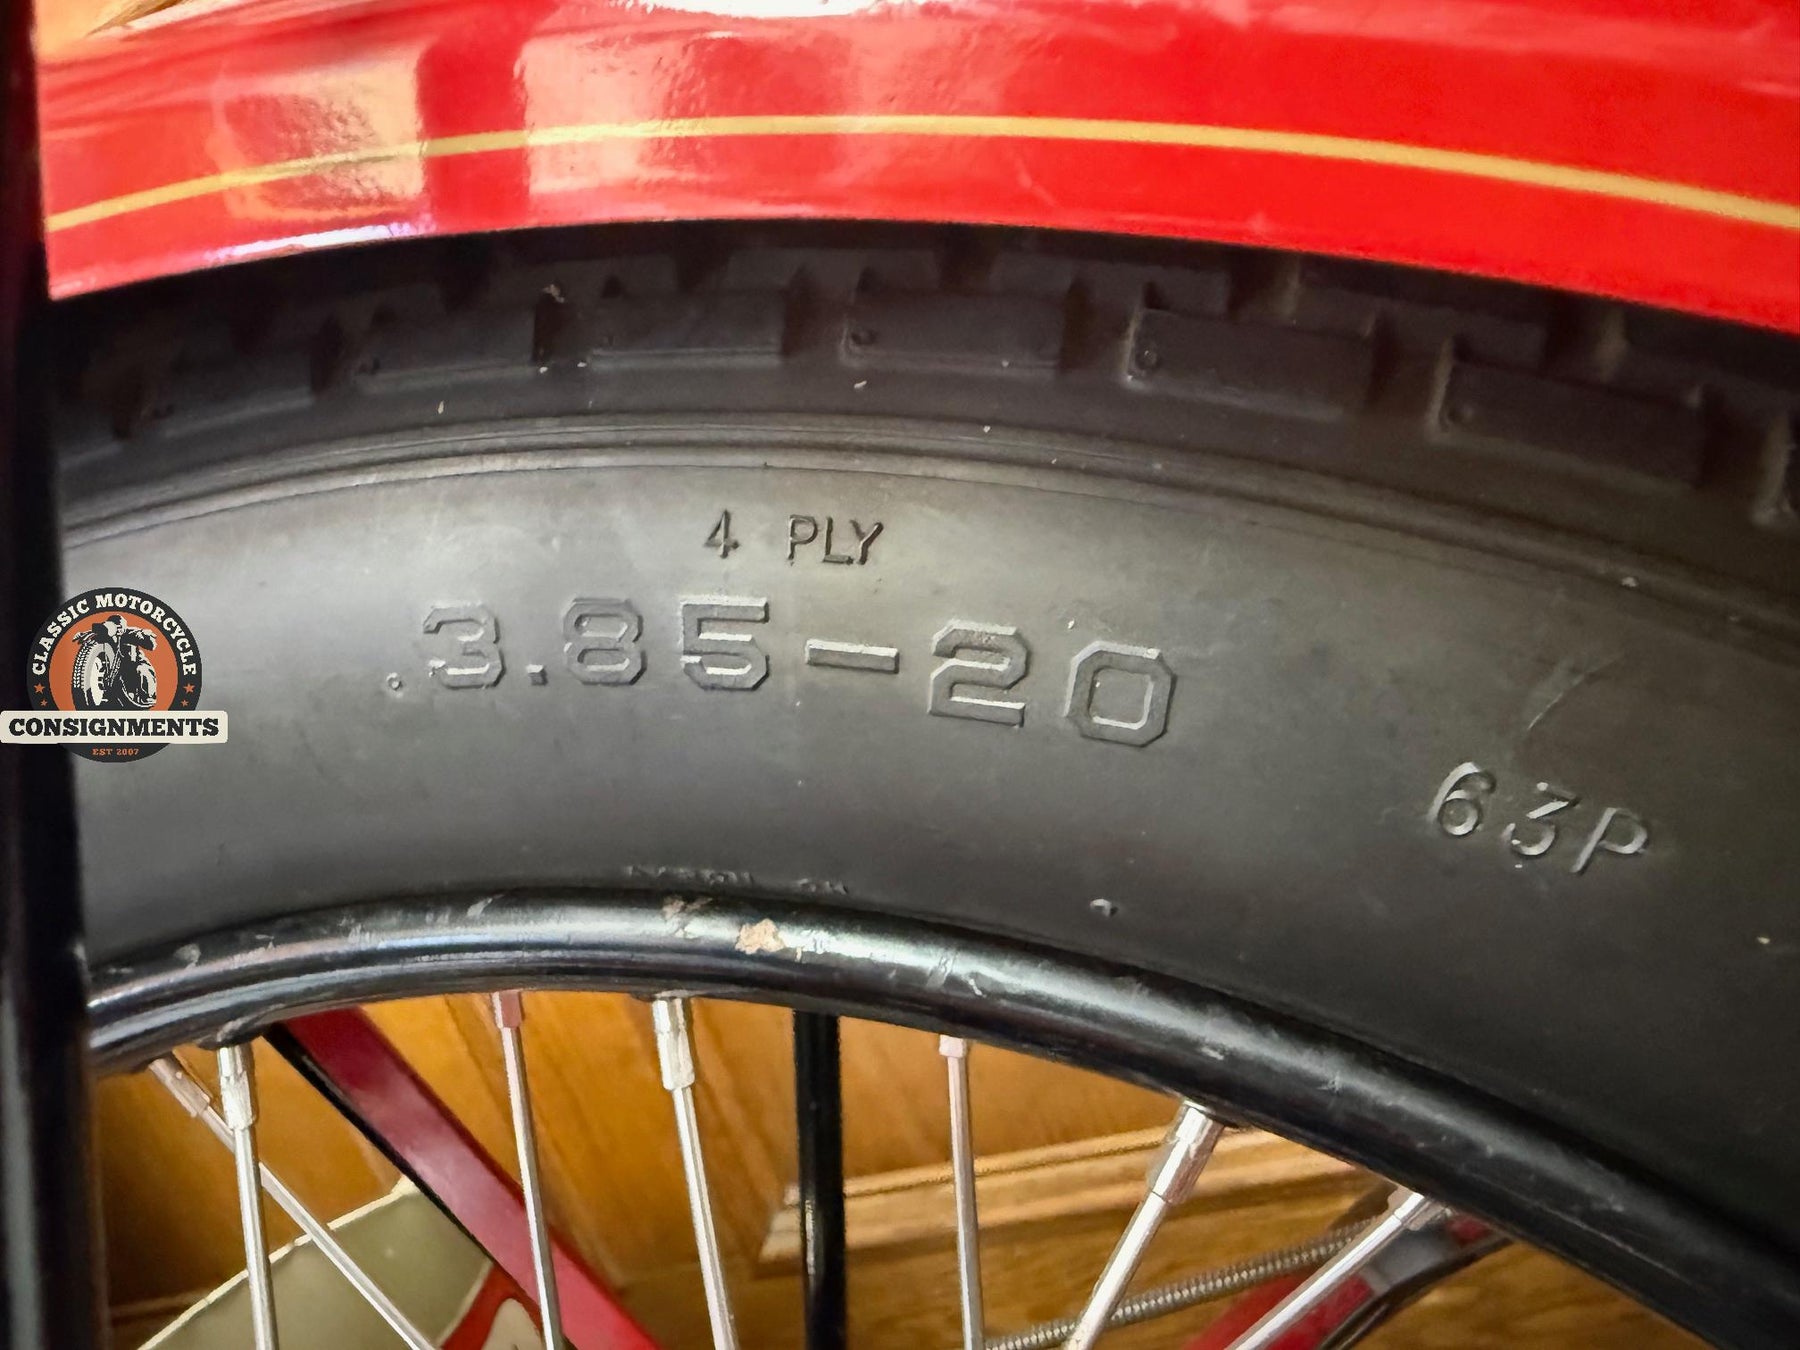 4 PLY
3.85-20
63P
CLASSIC MOTORCYCLE
CONSIGNMENTS
EST 2007